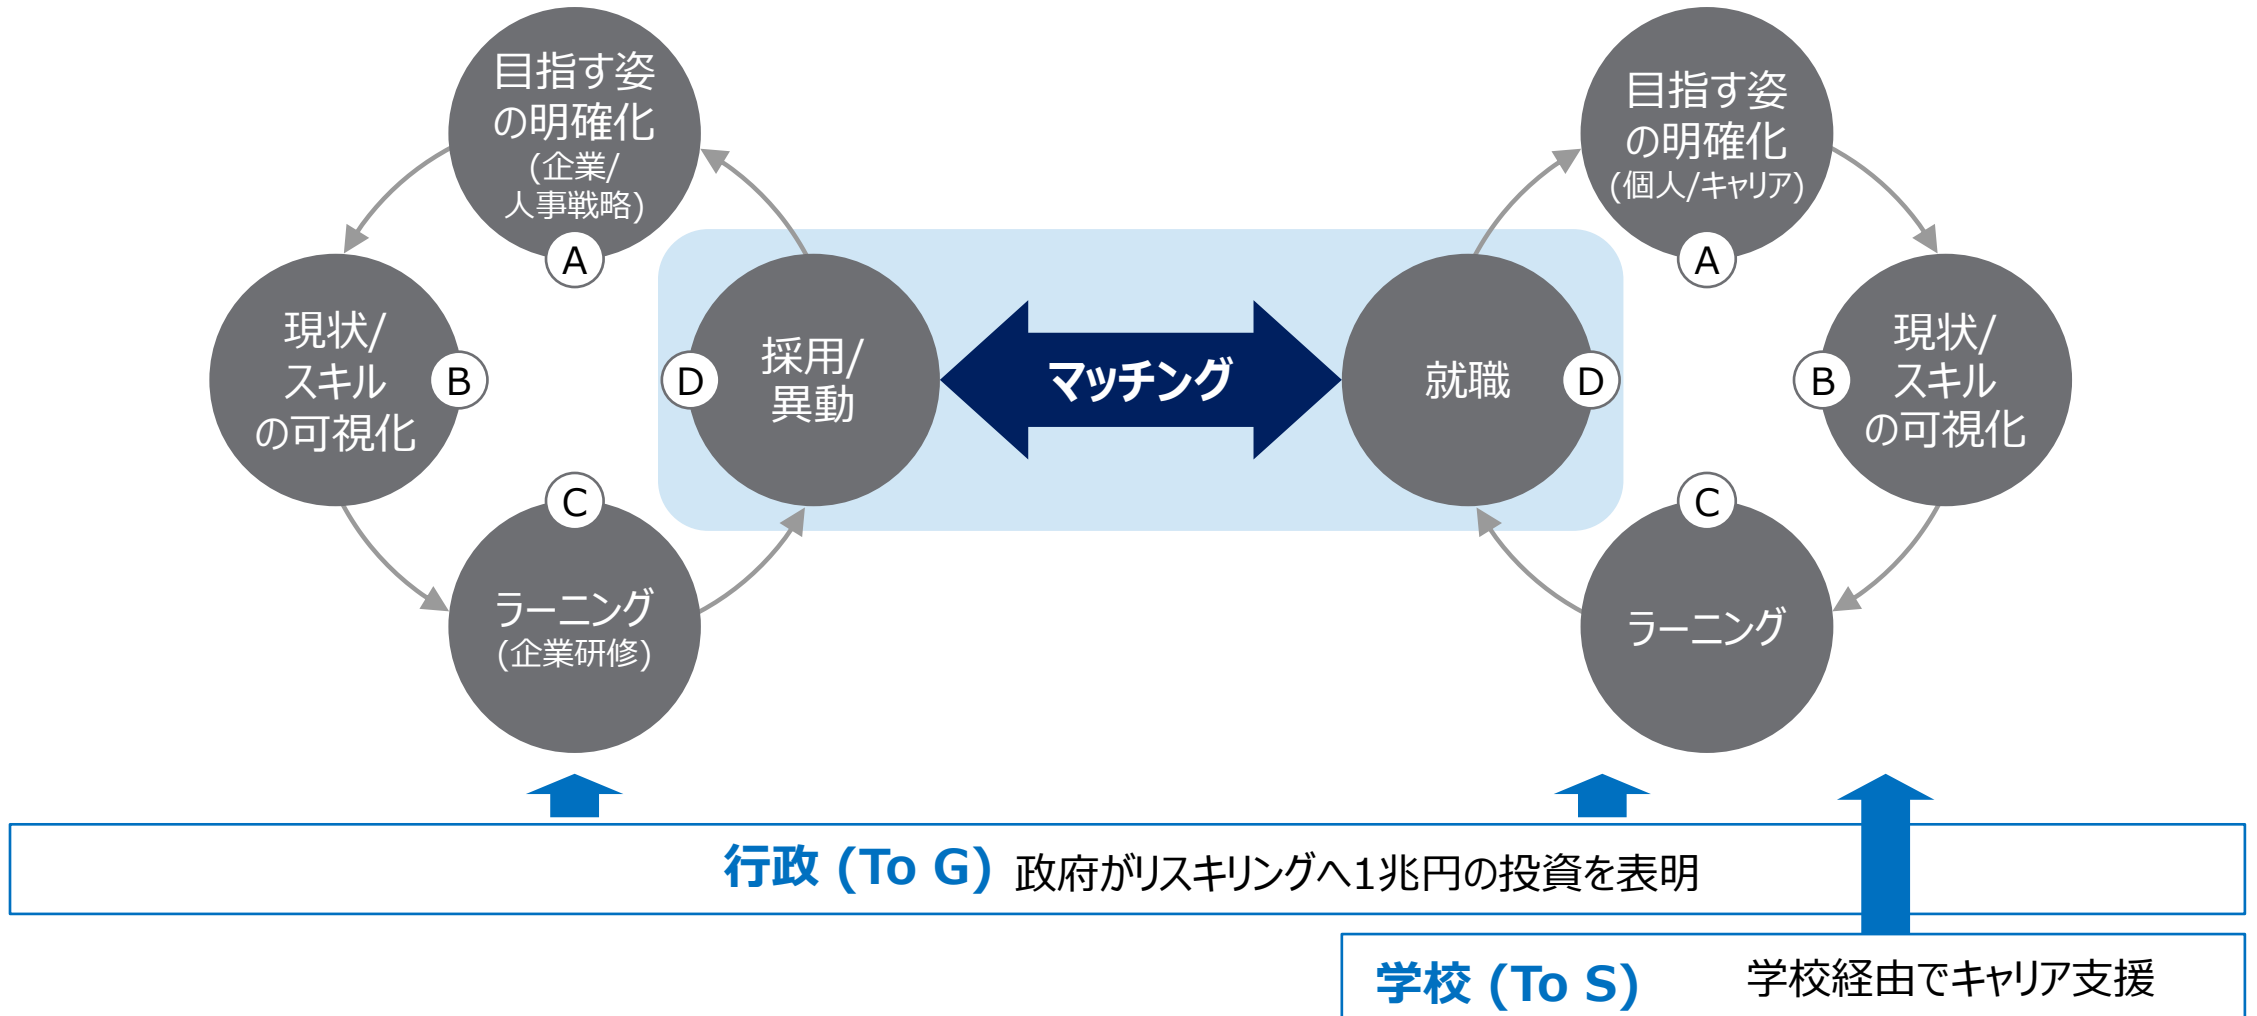 目指す姿
の明確化
(企業/
人事戦略)
A
現状/
スキル
の可視化
B
C
ラーニング
(企業研修)
D
採用/
異動
マッチング
就職
D
目指す姿
の明確化
(個人/キャリア)
A
B
現状/
スキル
の可視化
C
ラーニング
行政 (To G) 政府がリスキリングへ1兆円の投資を表明
学校 (To S) 学校経由でキャリア支援